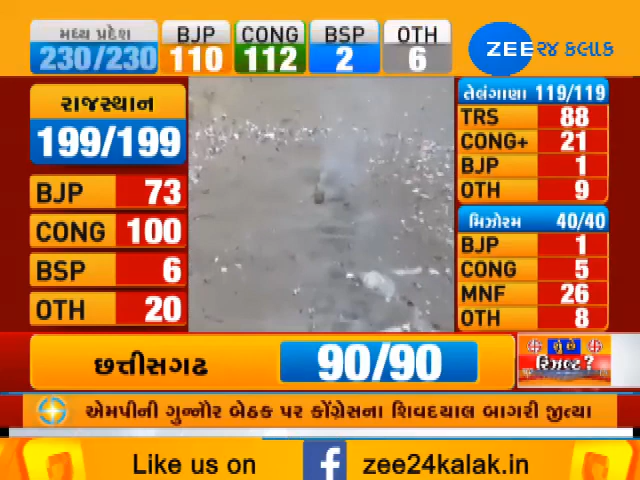 મધ્ય પ્રદેશ BJP CONG BSP OTH
230/230 110 112 2 6
ZEE ૨૪ કલાક
રાજસ્થાન
199/199
BJP 73
CONG 100
BSP 6
OTH 20
તેલંગાણા 119/119
TRS 88
CONG+ 21
BJP 1
OTH 9
મિઝોરમ 40/40
BJP 1
CONG 5
MNF 26
OTH 8
છત્તીસગઢ 90/90
શું છે
રિઝલ્ટ?
એમપીની ગુન્નૌર બેઠક પર કોંગ્રેસના શિવદયાલ બાગરી જીત્યા
Like us on f zee24kalak.in